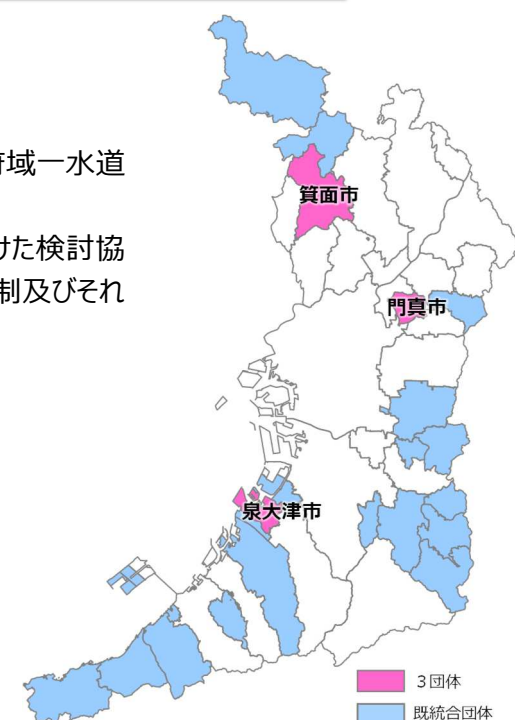 府域一水道
けた検討協
制及びそれ
箕面市
門真市
泉大津市
３団体
既統合団体